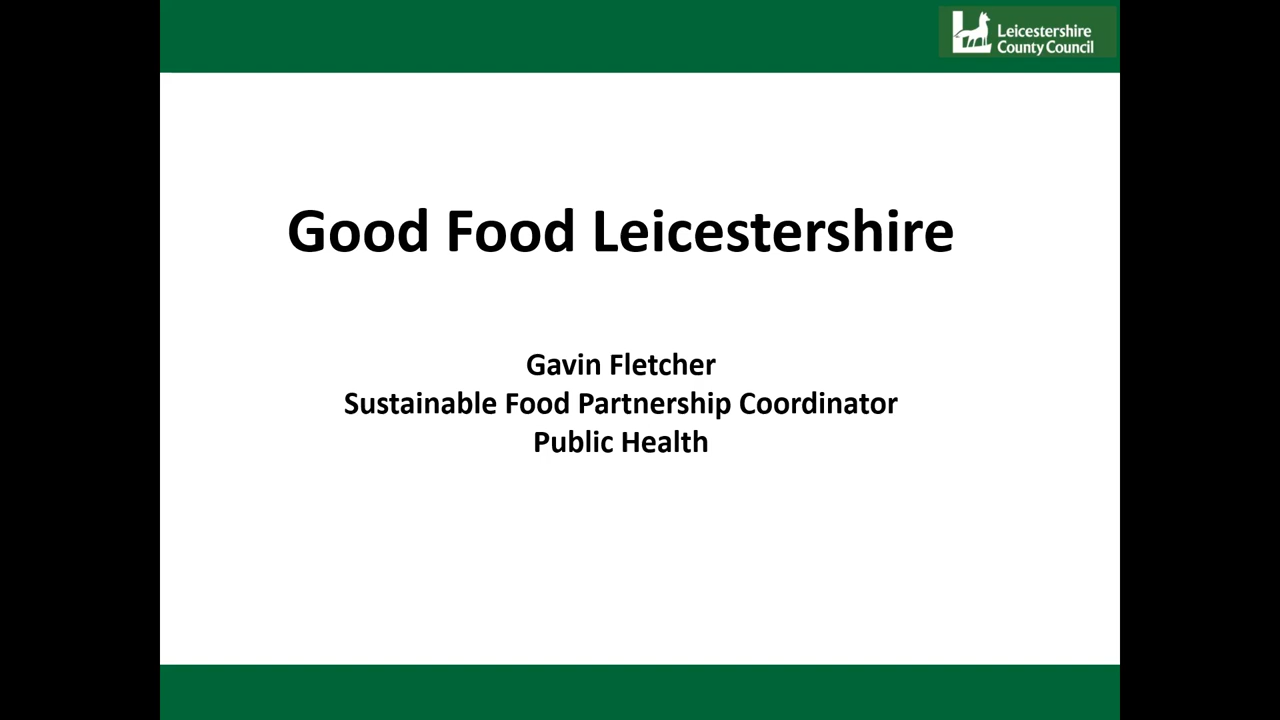 Leicestershire
County Council
Good Food Leicestershire
Gavin Fletcher
Sustainable Food Partnership Coordinator
Public Health